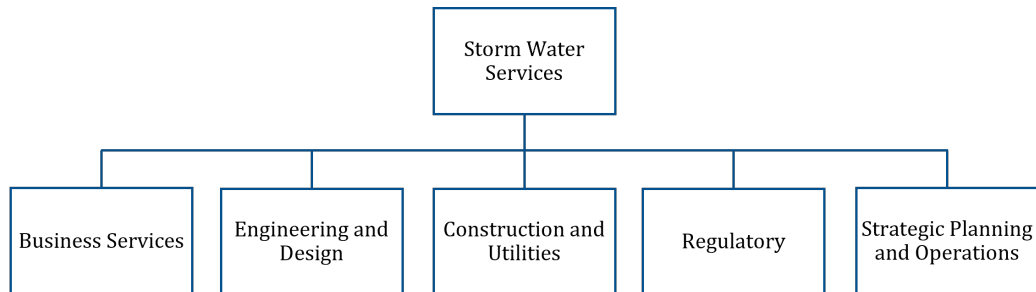 Storm Water
Services
Business Services
Engineering and
Design
Construction and
Utilities
Regulatory
Strategic Planning
and Operations